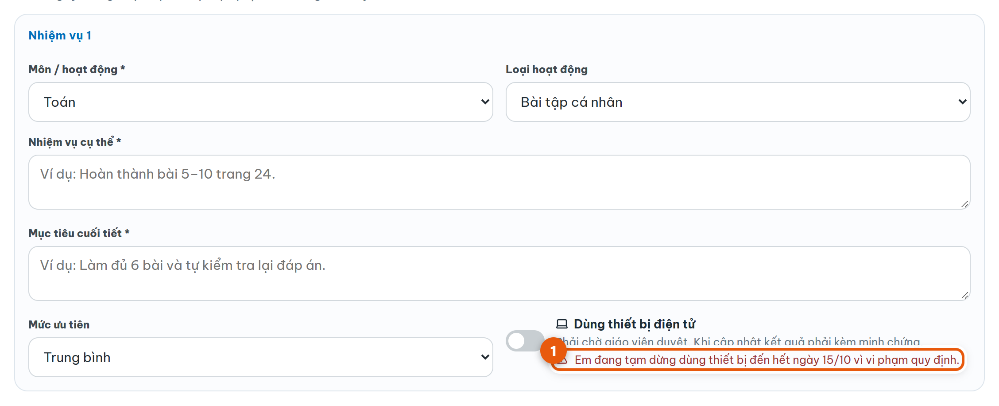 Nhiệm vụ 1
Môn / hoạt động *
Loại hoạt động
Toán
Bài tập cá nhân
Nhiệm vụ cụ thể *
Ví dụ: Hoàn thành bài 5–10 trang 24.
Mục tiêu cuối tiết *
Ví dụ: Làm đủ 6 bài và tự kiểm tra lại đáp án.
Mức ưu tiên
Trung bình
Dùng thiết bị điện tử
Phải chờ giáo viên duyệt. Khi cập nhật kết quả phải kèm minh chứng.
1
Em đang tạm dừng dùng thiết bị đến hết ngày 15/10 vì vi phạm quy định.